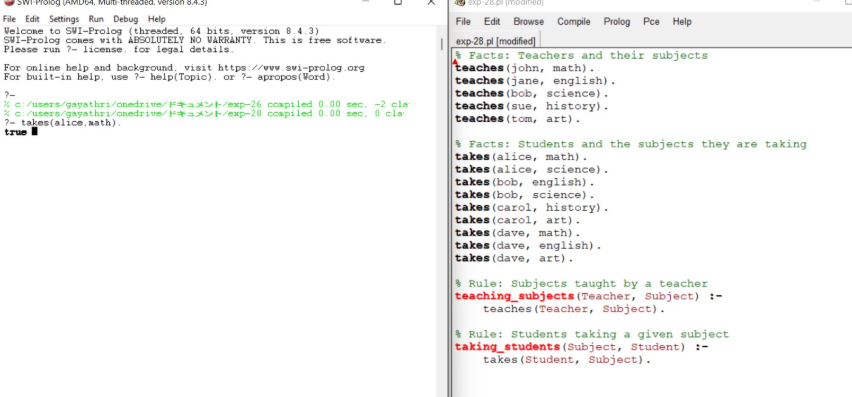 SWI-Prolog (AMD64, Multi-threaded, version 8.4.3)
File Edit Settings Run Debug Help
Welcome to SWI-Prolog (threaded, 64 bits, version 8.4.3)
SWI-Prolog comes with ABSOLUTELY NO WARRANTY. This is free software.
Please run ?- license. for legal details.
For online help and background, visit https://www.swi-prolog.org
For built-in help, use ?- help(Topic). or ?- apropos(Word).
?-
% c:/users/gayathri/onedrive/ドキュメント/exp-26 compiled 0.00 sec, -2 cla
% c:/users/gayathri/onedrive/ドキュメント/exp-28 compiled 0.00 sec, 0 cla
?- takes(alice,math).
true
exp-28.pl [modified]
File Edit Browse Compile Prolog Pce Help
exp-28.pl [modified]
% Facts: Teachers and their subjects
teaches(john, math).
teaches(jane, english).
teaches(bob, science).
teaches(sue, history).
teaches(tom, art).
% Facts: Students and the subjects they are taking
takes(alice, math).
takes(alice, science).
takes(bob, english).
takes(bob, science).
takes(carol, history).
takes(carol, art).
takes(dave, math).
takes(dave, english).
takes(dave, art).
% Rule: Subjects taught by a teacher
teaching_subjects(Teacher, Subject) :-
teaches(Teacher, Subject).
% Rule: Students taking a given subject
taking_students(Subject, Student) :-
takes(Student, Subject).